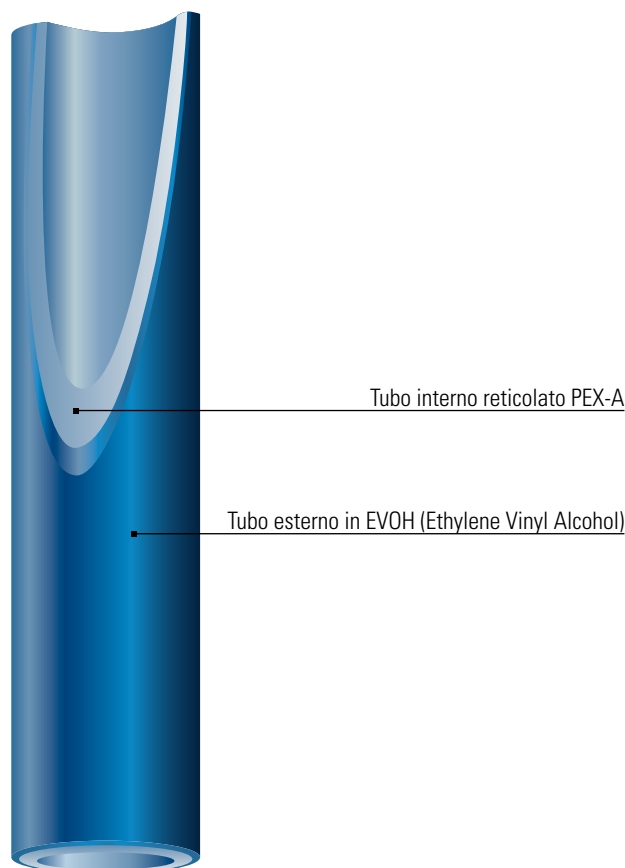 Tubo interno reticolato PEX-A
Tubo esterno in EVOH (Ethylene Vinyl Alcohol)